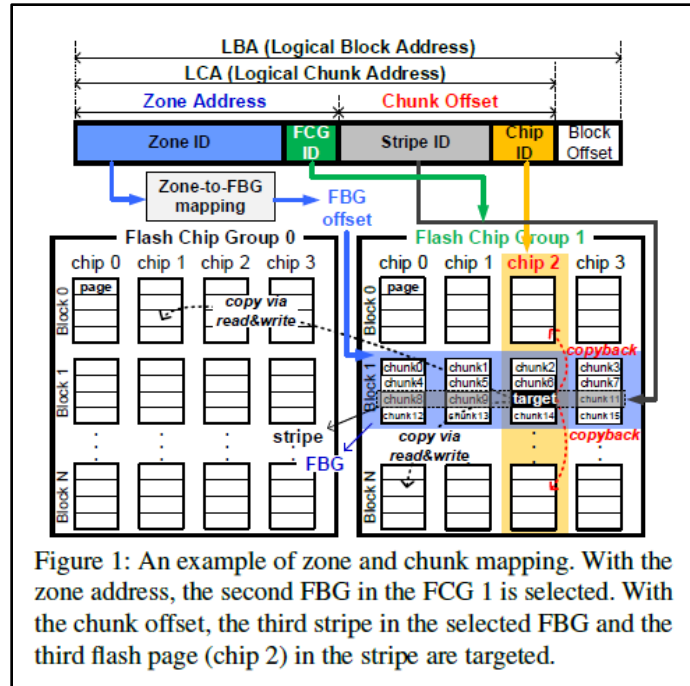 LBA (Logical Block Address)
LCA (Logical Chunk Address)
Zone Address Chunk Offset
Zone ID FCG ID Stripe ID Chip ID Block Offset
Zone-to-FBG mapping
FBG offset
Flash Chip Group 0
chip 0 chip 1 chip 2 chip 3
Block 0
page
copy via
read&write
Block 1
stripe
FBG
Block N
Flash Chip Group 1
chip 0 chip 1 chip 2 chip 3
Block 0
page
copyback
Block 1
chunk0 chunk1 chunk2 chunk3
chunk4 chunk5 chunk6 chunk7
chunk8 chunk9 target chunk11
chunk12 chunk13 chunk14 chunk15
copy via
read&write
copyback
Block N
Figure 1: An example of zone and chunk mapping. With the
zone address, the second FBG in the FCG 1 is selected. With
the chunk offset, the third stripe in the selected FBG and the
third flash page (chip 2) in the stripe are targeted.